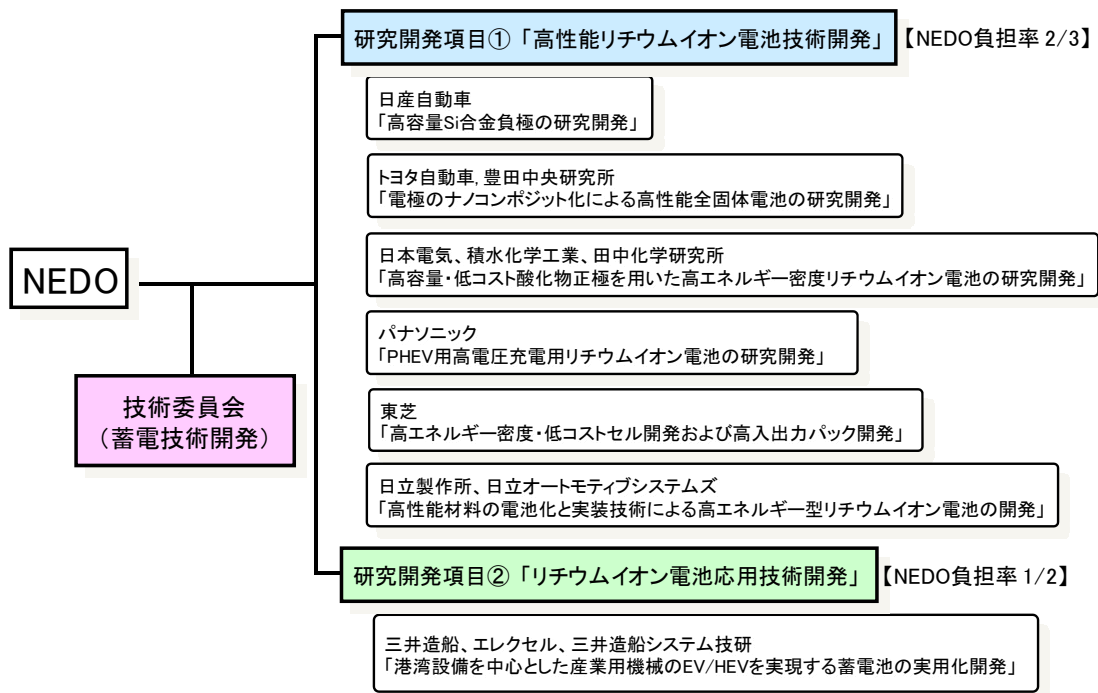 研究開発項目①「高性能リチウムイオン電池技術開発」【NEDO負担率 2/3】
日産自動車
「高容量Si合金負極の研究開発」
トヨタ自動車, 豊田中央研究所
「電極のナノコンポジット化による高性能全固体電池の研究開発」
日本電気、積水化学工業、田中化学研究所
「高容量・低コスト酸化物正極を用いた高エネルギー密度リチウムイオン電池の研究開発」
NEDO
パナソニック
「PHEV用高電圧充電用リチウムイオン電池の研究開発」
技術委員会
（蓄電技術開発）
東芝
「高エネルギー密度・低コストセル開発および高入出力パック開発」
日立製作所、日立オートモティブシステムズ
「高性能材料の電池化と実装技術による高エネルギー型リチウムイオン電池の開発」
研究開発項目②「リチウムイオン電池応用技術開発」【NEDO負担率 1/2】
三井造船、エレクセル、三井造船システム技研
「港湾設備を中心とした産業用機械のEV/HEVを実現する蓄電池の実用化開発」